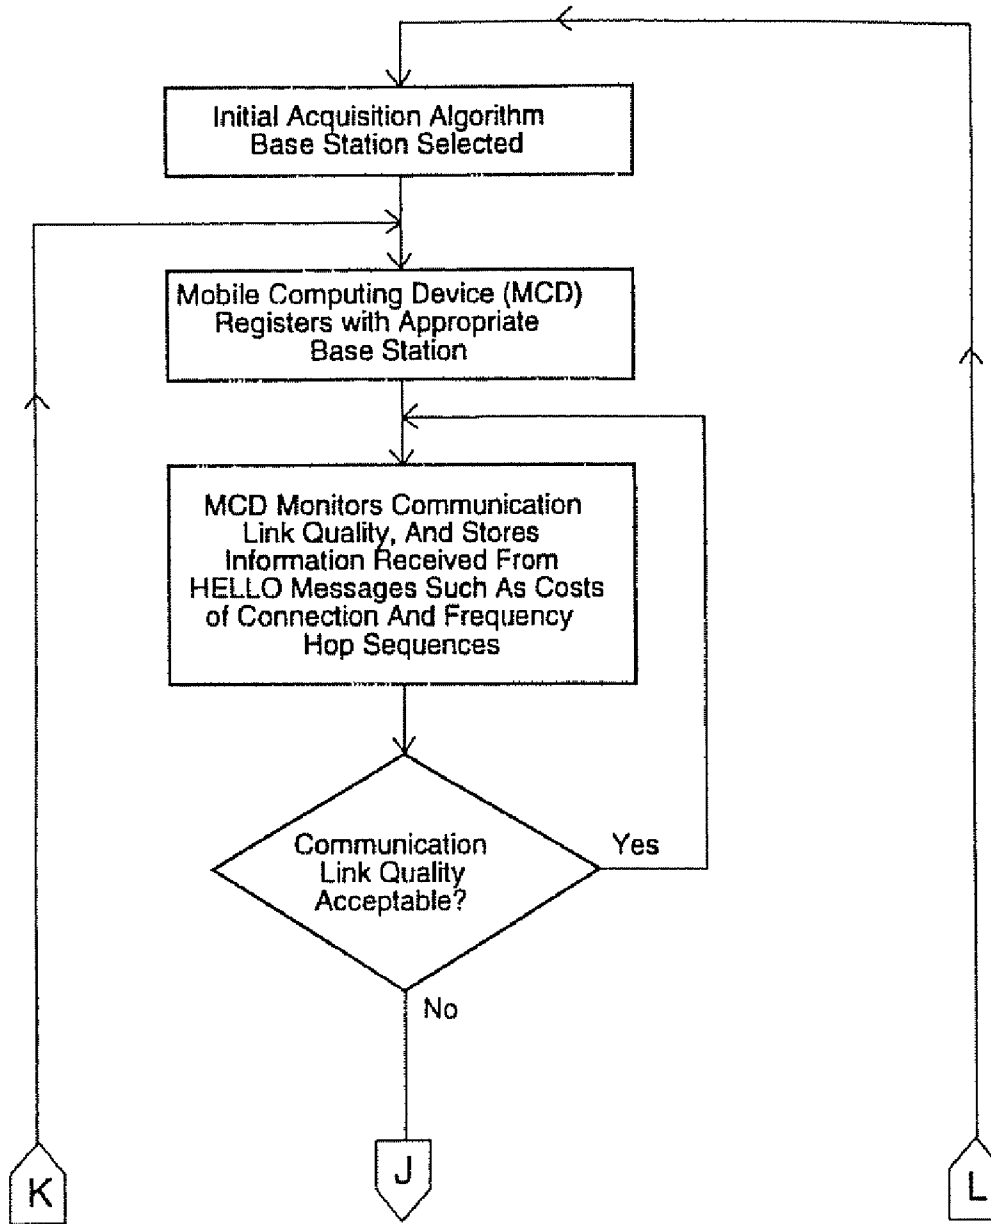 Initial Acquisition Algorithm
Base Station Selected
Mobile Computing Device (MCD)
Registers with Appropriate
Base Station
MCD Monitors Communication
Link Quality, And Stores
Information Received From
HELLO Messages Such As Costs
of Connection And Frequency
Hop Sequences
Communication
Link Quality
Acceptable?
Yes
No
K
J
L